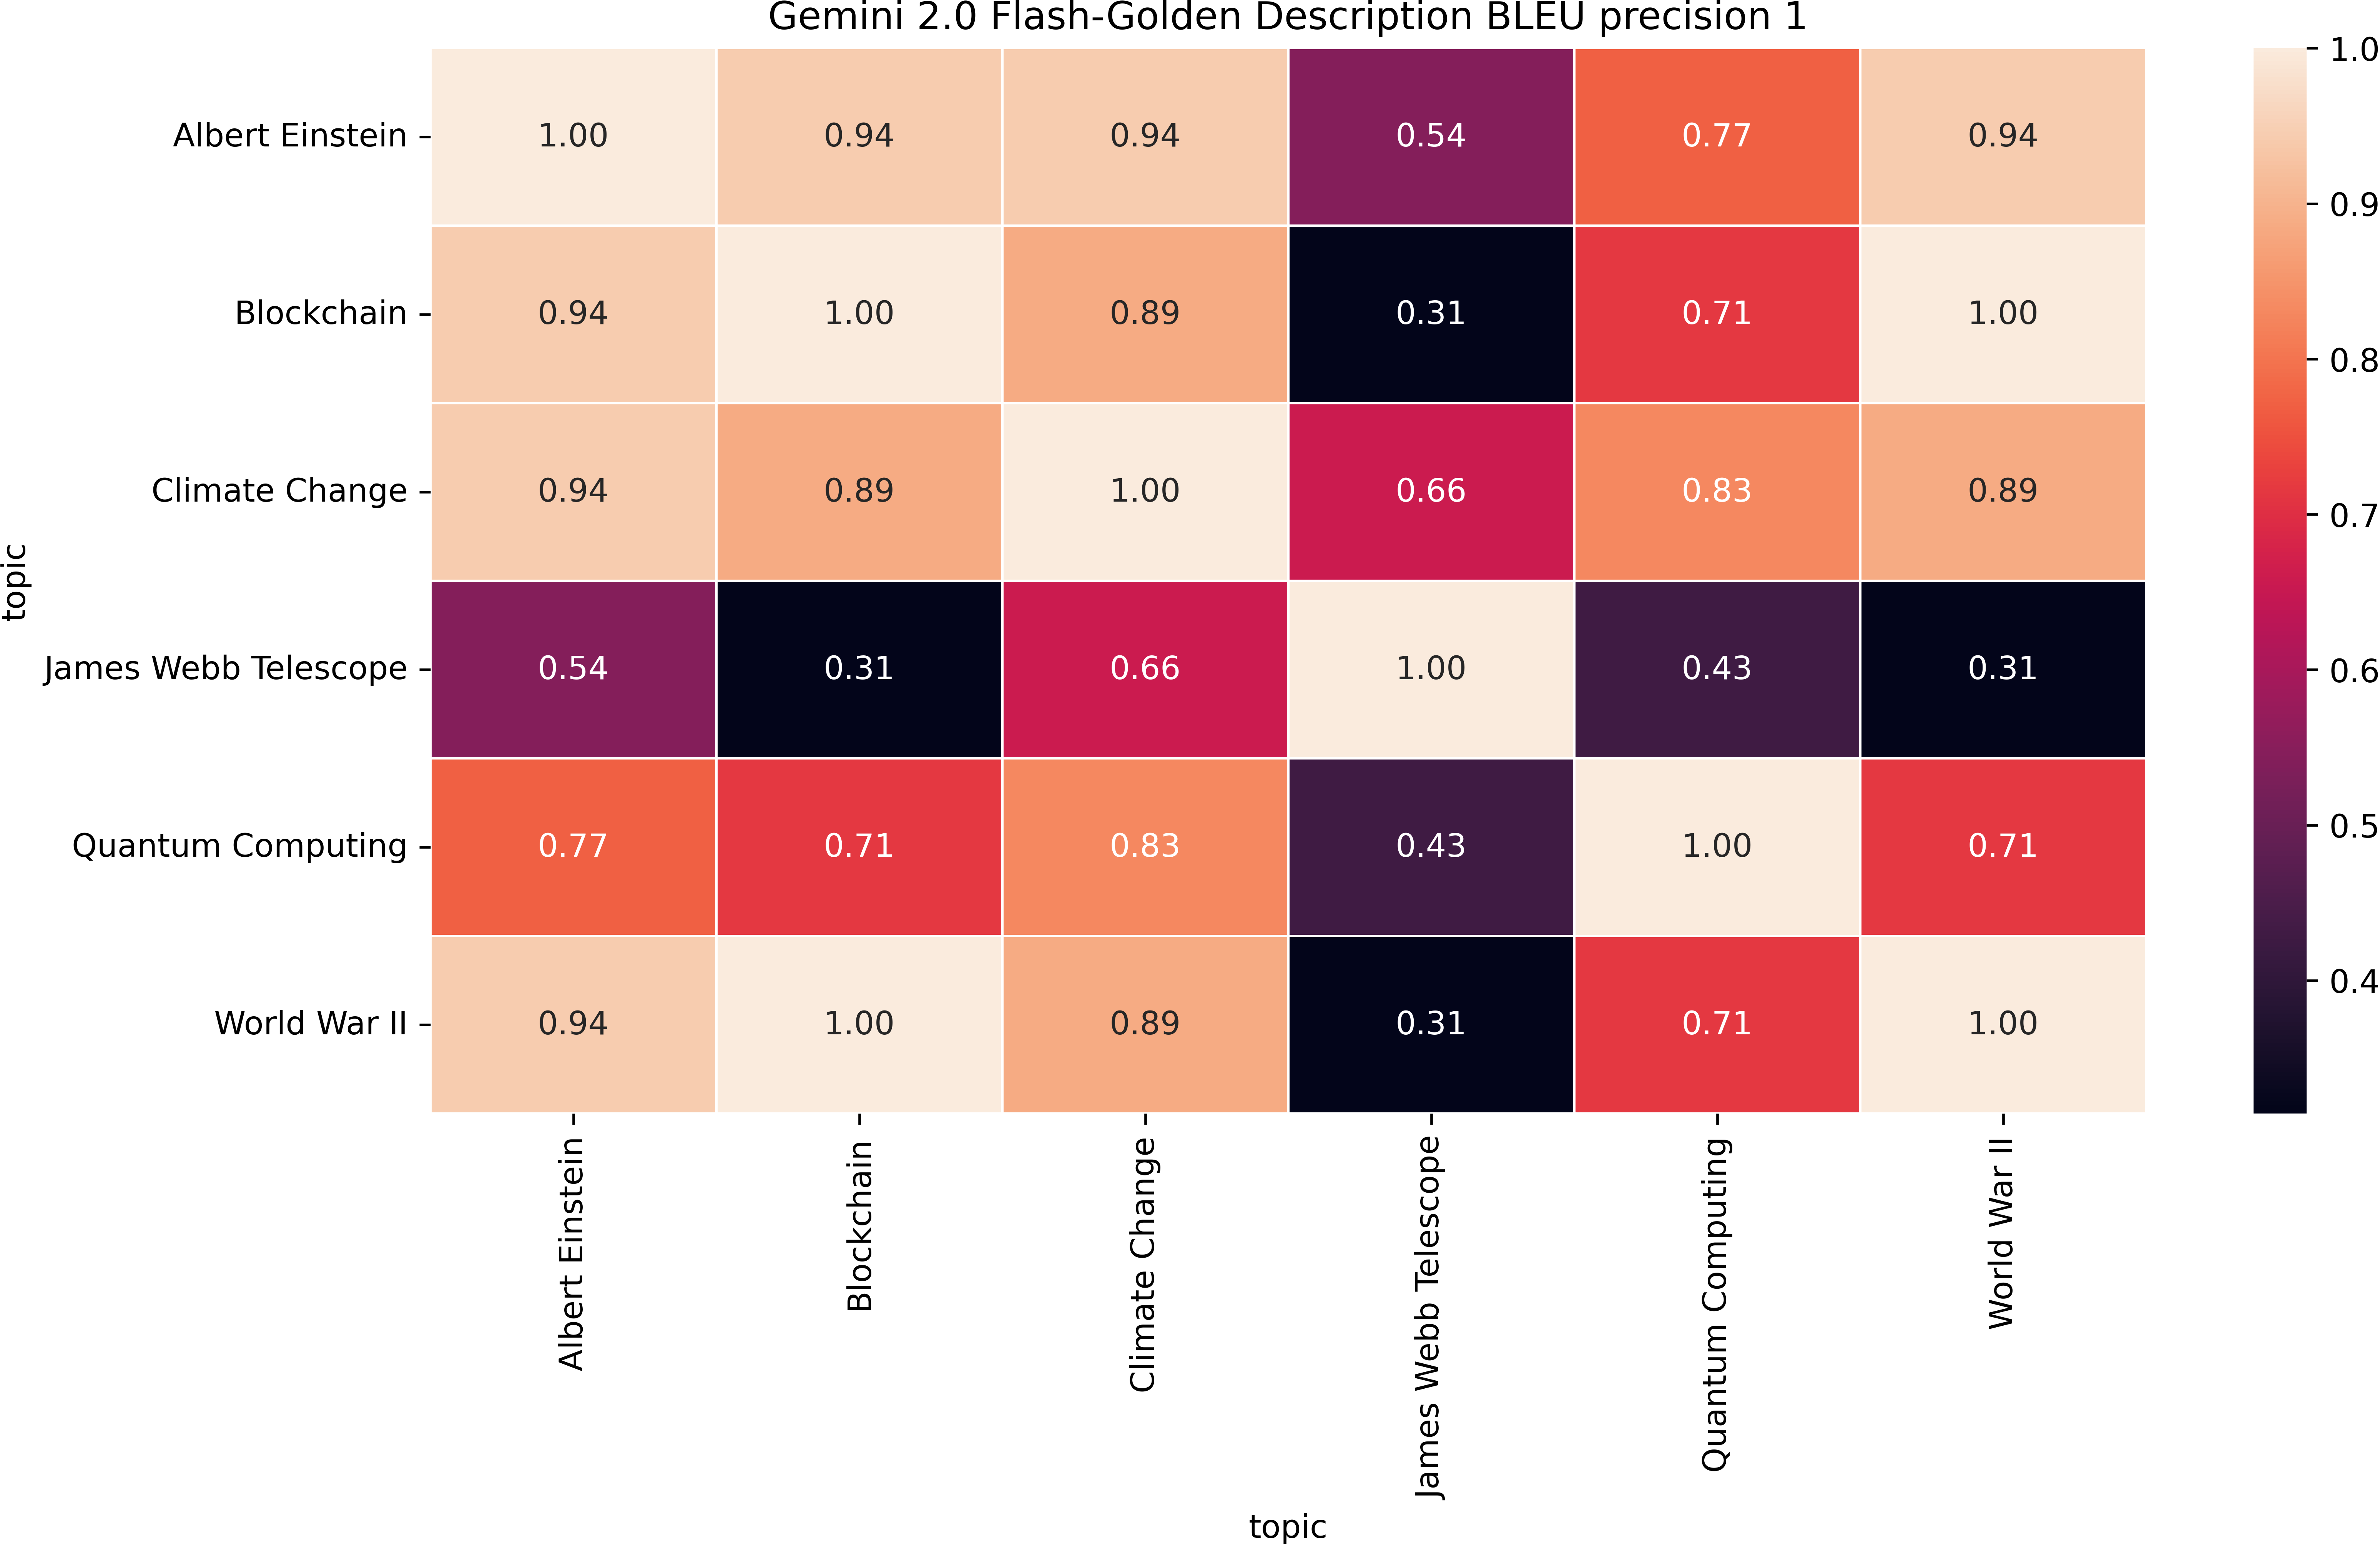 Gemini 2.0 Flash-Golden Description BLEU precision 1
topic
Albert Einstein 1.00 0.94 0.94 0.54 0.77 0.94
Blockchain 0.94 1.00 0.89 0.31 0.71 1.00
Climate Change 0.94 0.89 1.00 0.66 0.83 0.89
James Webb Telescope 0.54 0.31 0.66 1.00 0.43 0.31
Quantum Computing 0.77 0.71 0.83 0.43 1.00 0.71
World War II 0.94 1.00 0.89 0.31 0.71 1.00
Albert Einstein
Blockchain
Climate Change
James Webb Telescope
Quantum Computing
World War II
topic
1.0
0.9
0.8
0.7
0.6
0.5
0.4